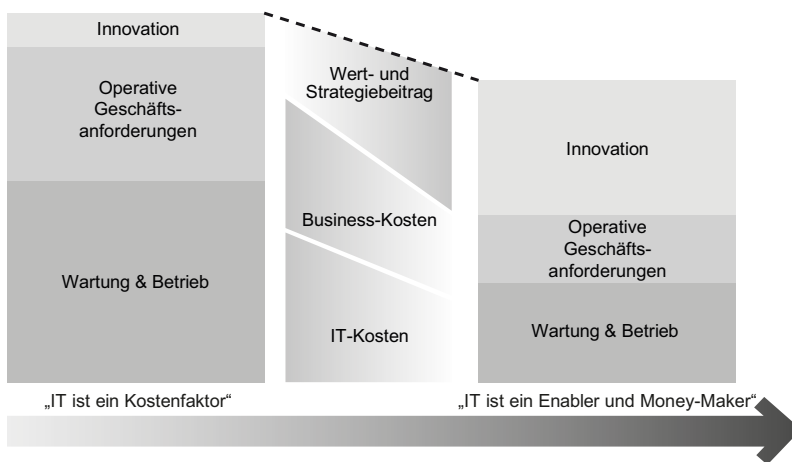 Innovation
Operative
Geschäfts-
anforderungen
Wartung & Betrieb
Wert- und
Strategiebeitrag
Business-Kosten
IT-Kosten
Innovation
Operative
Geschäfts-
anforderungen
Wartung & Betrieb
„IT ist ein Kostenfaktor“
„IT ist ein Enabler und Money-Maker“